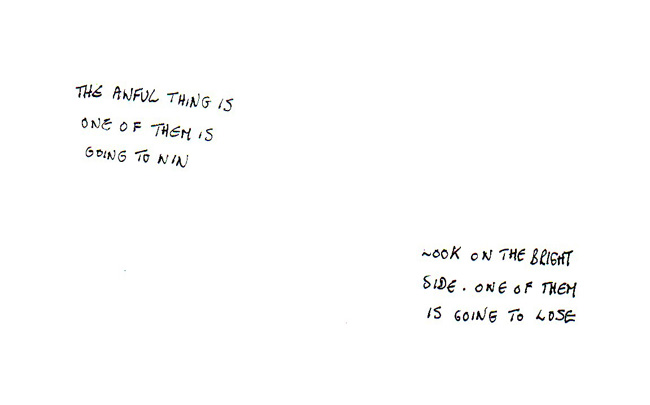 THE AWFUL THING IS
ONE OF THEM IS
GOING TO WIN
LOOK ON THE BRIGHT
SIDE. ONE OF THEM
IS GOING TO LOSE